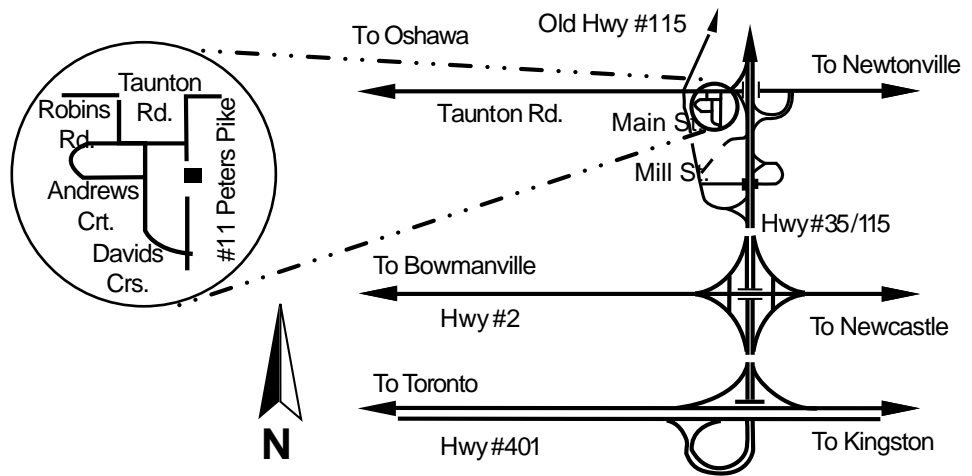 Old Hwy #115
To Oshawa
To Newtonville
Taunton
Rd.
Robins
Rd.
#11 Peters Pike
Andrews
Crt.
Davids
Crs.
Taunton Rd.
Main St.
Mill St.
Hwy#35/115
To Bowmanville
Hwy #2
To Newcastle
To Toronto
Hwy#401
To Kingston
N